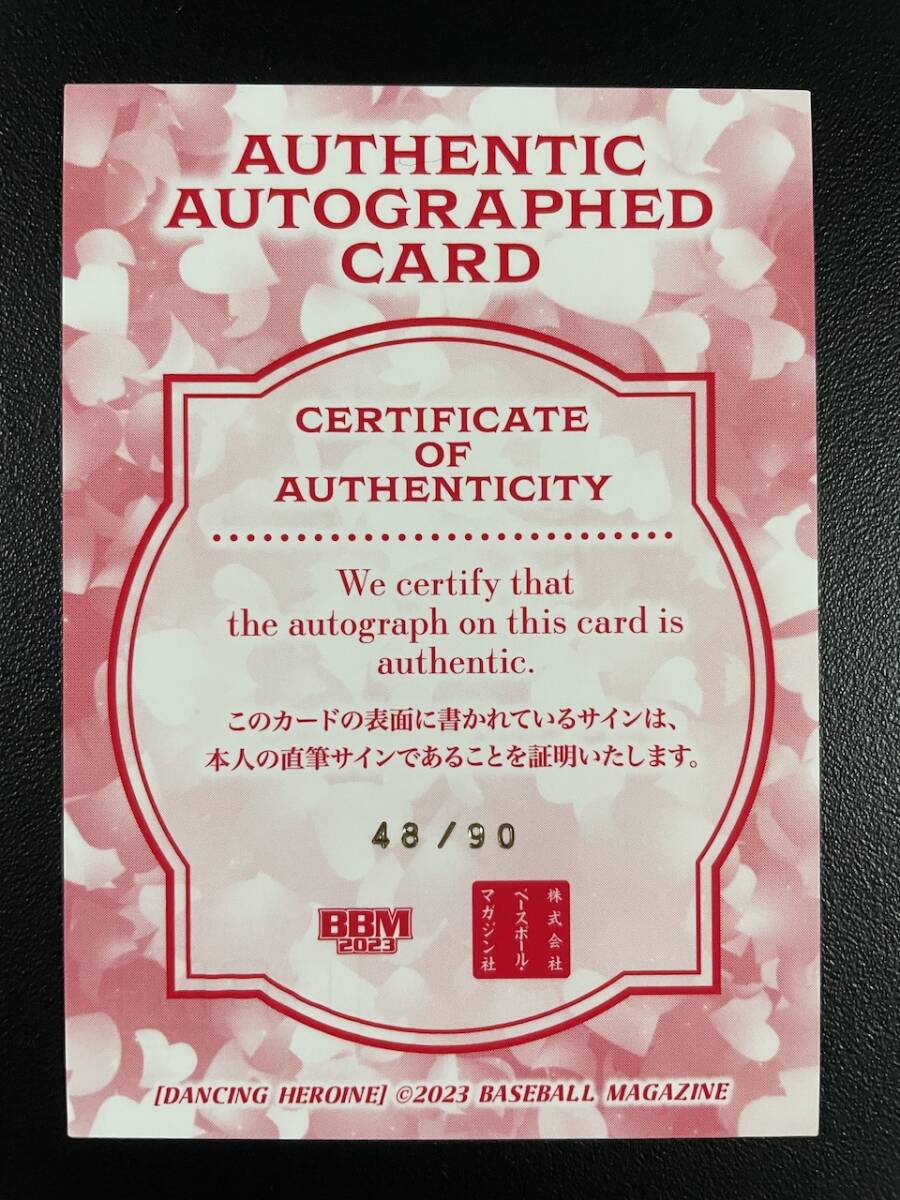 AUTHENTIC
AUTOGRAPHED
CARD
CERTIFICATE
OF
AUTHENTICITY
We certify that
the autograph on this card is
authentic.
このカードの表面に書かれているサインは、
本人の直筆サインであることを証明いたします。
48/90
BBM
2023
株式会社
ベースボール・
マガジン社
[DANCING HEROINE] ©2023 BASEBALL MAGAZINE